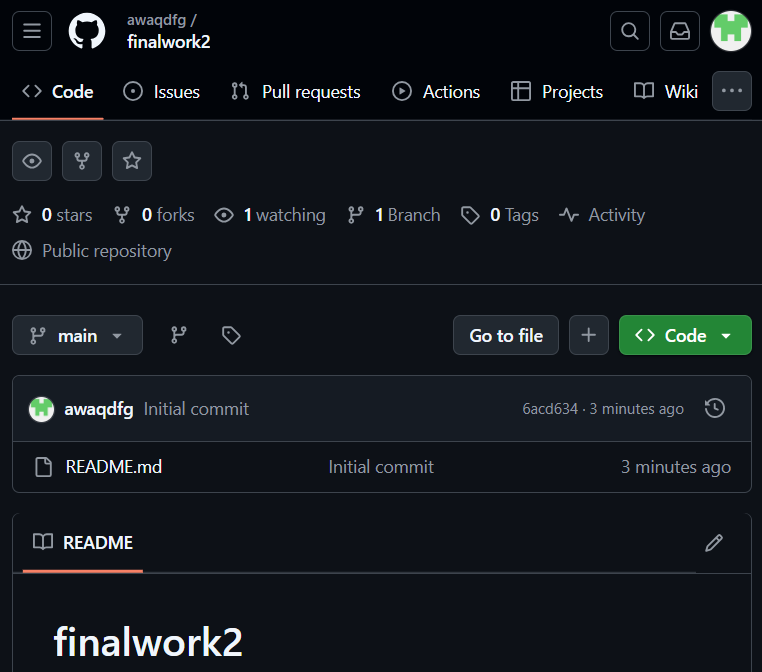 awaqdfg /
finalwork2
Code Issues Pull requests Actions Projects Wiki
0 stars 0 forks 1 watching 1 Branch 0 Tags Activity
Public repository
main Go to file Code
awaqdfg Initial commit 6acd634 · 3 minutes ago
README.md Initial commit 3 minutes ago
README
finalwork2